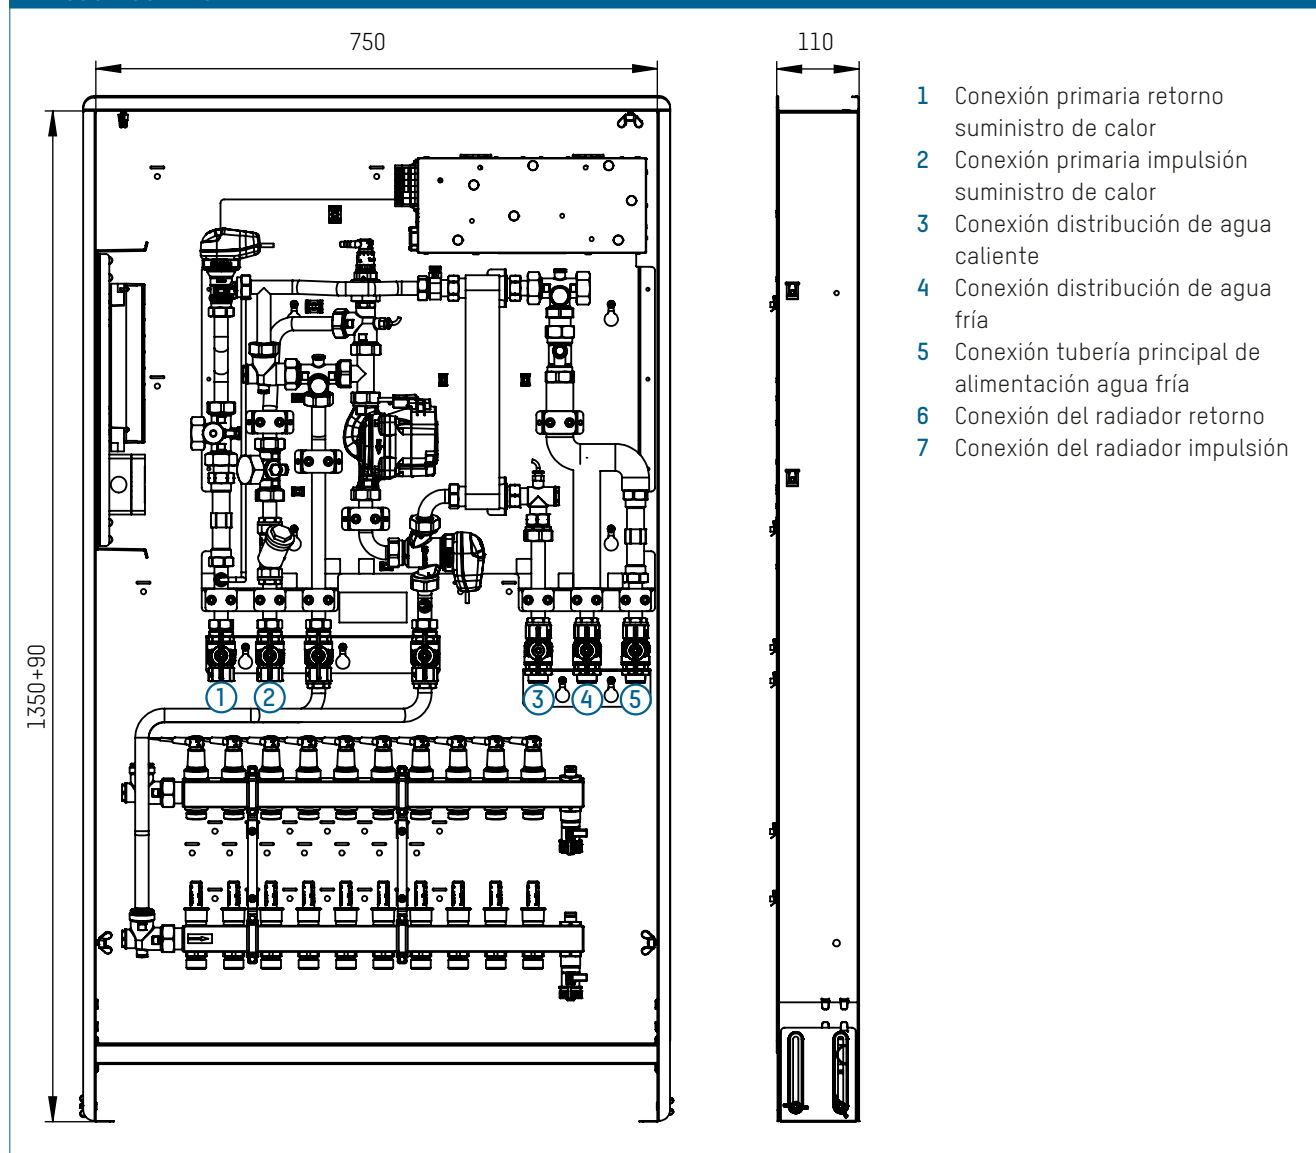 750
110
1350+90
1 Conexión primaria retorno
suministro de calor
2 Conexión primaria impulsión
suministro de calor
3 Conexión distribución de agua
caliente
4 Conexión distribución de agua
fría
5 Conexión tubería principal de
alimentación agua fría
6 Conexión del radiador retorno
7 Conexión del radiador impulsión
1
2
3
4
5